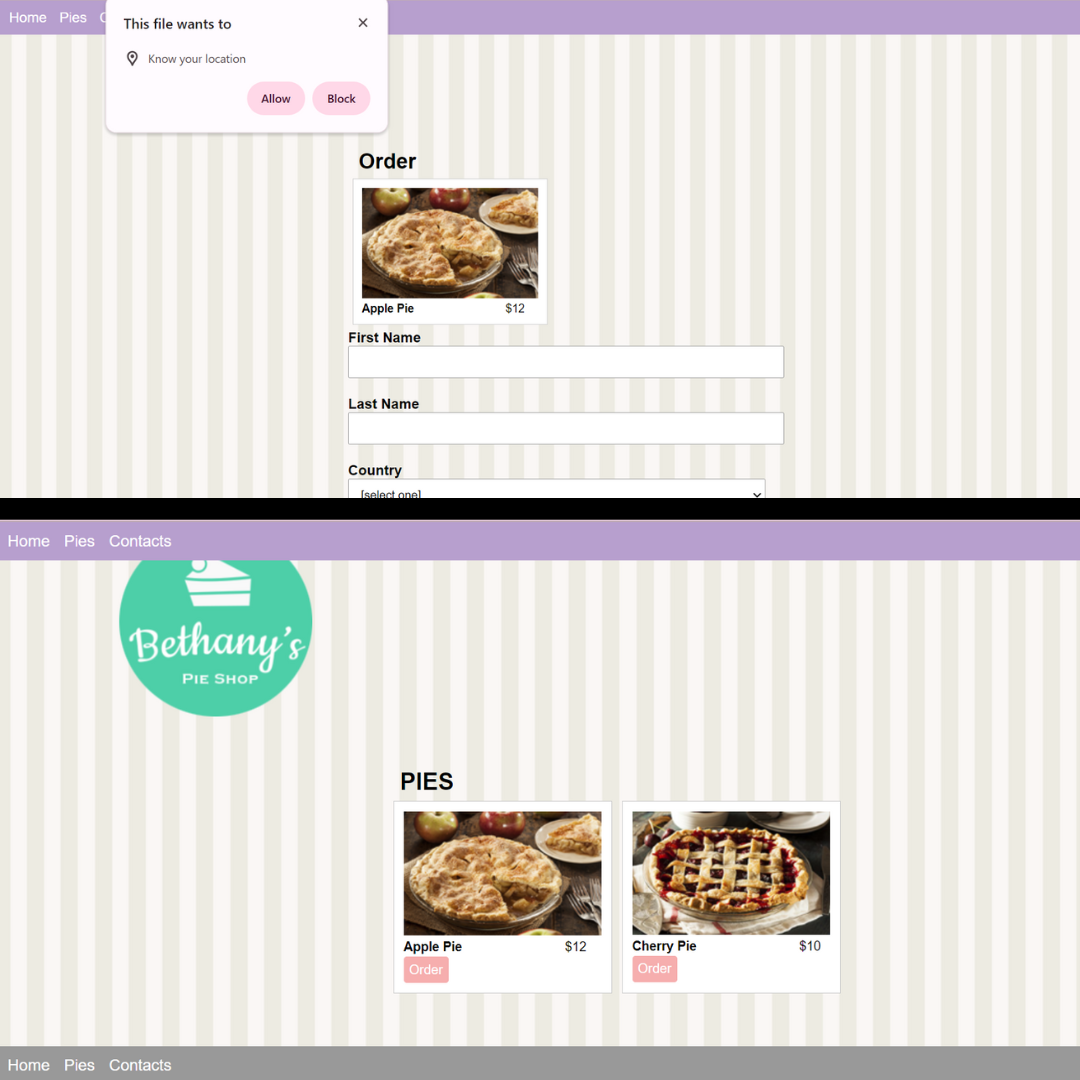 Home Pies
This file wants to
Know your location
Allow Block
Order
Apple Pie $12
First Name
Last Name
Country
[select one]
Home Pies Contacts
Bethany's
PIE SHOP
PIES
Apple Pie $12
Order
Cherry Pie $10
Order
Home Pies Contacts